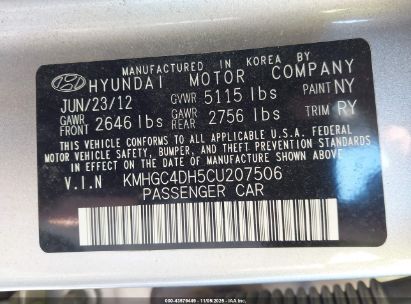 MANUFACTURED IN KOREA BY
HYUNDAI MOTOR COMPANY
JUN/23/12 GVWR 5115 lbs PAINT NY
GAWR FRONT 2646 lbs GAWR REAR 2756 lbs TRIM RY
THIS VEHICLE CONFORMS TO ALL APPLICABLE U.S.A. FEDERAL
MOTOR VEHICLE SAFETY, BUMPER, AND THEFT PREVENTION STANDARDS
IN EFFECT ON THE DATE OF MANUFACTURE SHOWN ABOVE.
V.I.N KMHGC4DH5CU207506
PASSENGER CAR